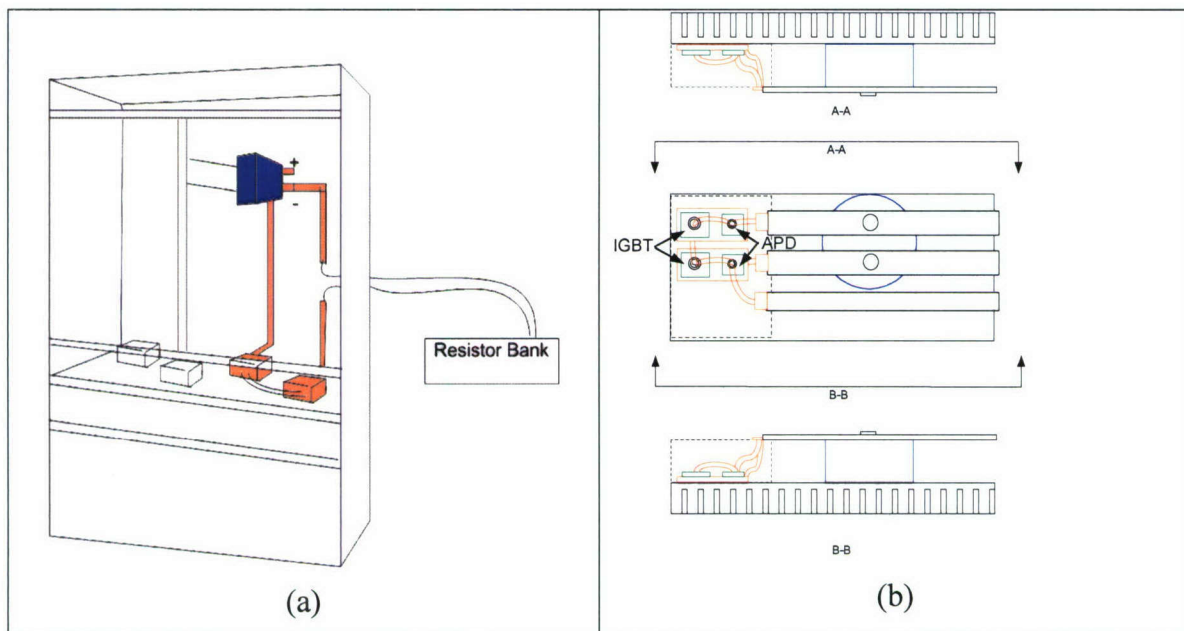 +
-
Resistor Bank
(a)
A-A
A-A
IGBT
APD
B-B
B-B
(b)